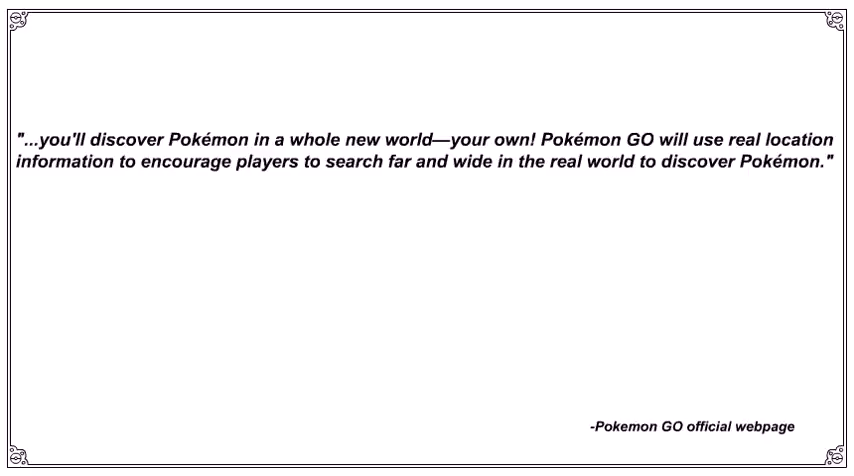 "...you'll discover Pokémon in a whole new world—your own! Pokémon GO will use real location
information to encourage players to search far and wide in the real world to discover Pokémon."
-Pokemon GO official webpage